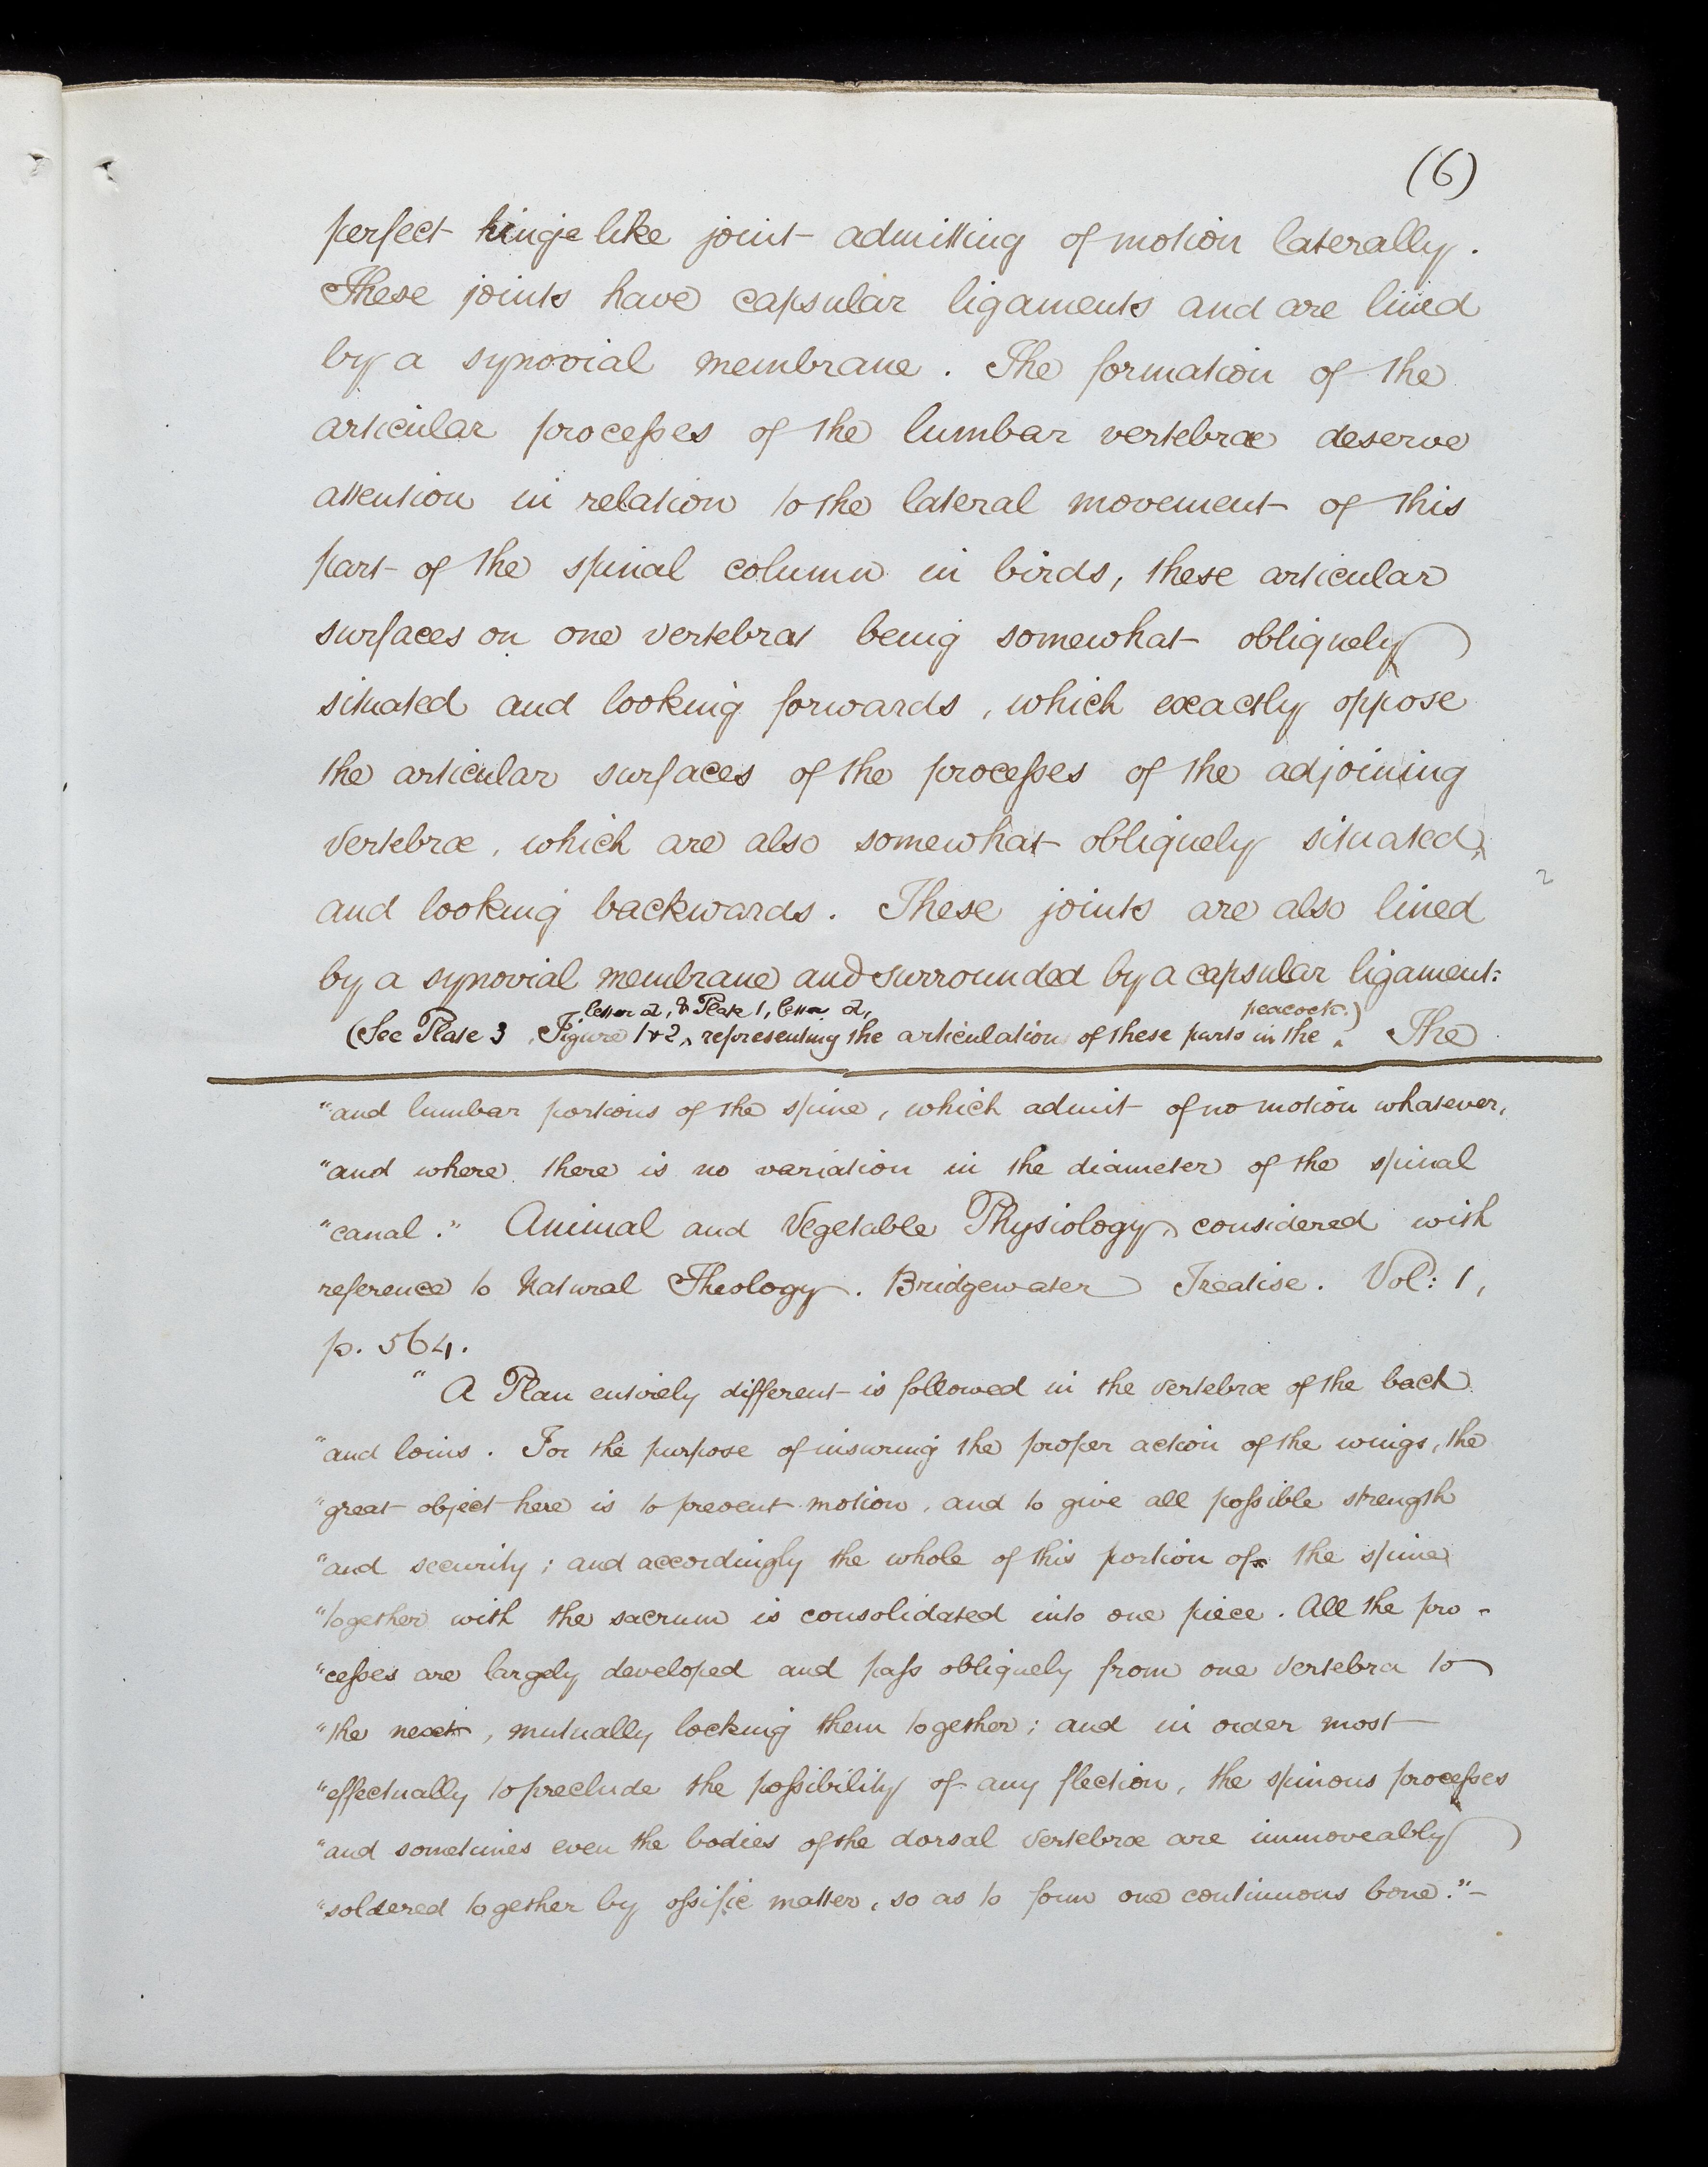 (6)
perfect hinge like joint admitting of motion laterally.
These joints have capsular ligaments and are lined
by a synovial membrane. The formation of the
articular processes of the lumbar vertebræ deserve
attention in relation to the lateral movement of this
part of the spinal column in birds, these articular
surfaces on one vertebrat being somewhat obliquely
situated and looking forwards, which exactly oppose
the articular surfaces of the processes of the adjoining
vertebræ, which are also somewhat obliquely situated,
2
and looking backwards. These joints are also lined
by a synovial membrane and surrounded by a capsular ligament:
letter a, & Plate 1, letter a, peacock.)
(See Plate 3 Figure 1+2, representing the articulation of these parts in the The
"and lumbar portions of the spine, which admit of no motion whatever,
"and where there is no variation in the diameter of the spinal
"canal." Animal and Vegetable Physiology, considered with
reference to Natural Theology. Bridgewater Treatise. Vol: 1,
p. 564.
"A Plan entirely different is followed in the vertebræ of the back
"and loins. For the purpose of insuring the proper action of the wings, the
"great object here is to prevent motion, and to give all possible strength
"and security; and accordingly the whole of this portion of the spine
"together with the sacrum is consolidated into one piece. All the pro-
"cesses are largely developed and pass obliquely from one vertebra to
"the next, mutually locking them together; and in order most
"effectually to preclude the possibility of any flection, the spinous processes
"and sometimes even the bodies of the dorsal vertebræ are immoveably
"soldered together by ossific matter, so as to form one continuous bone."-